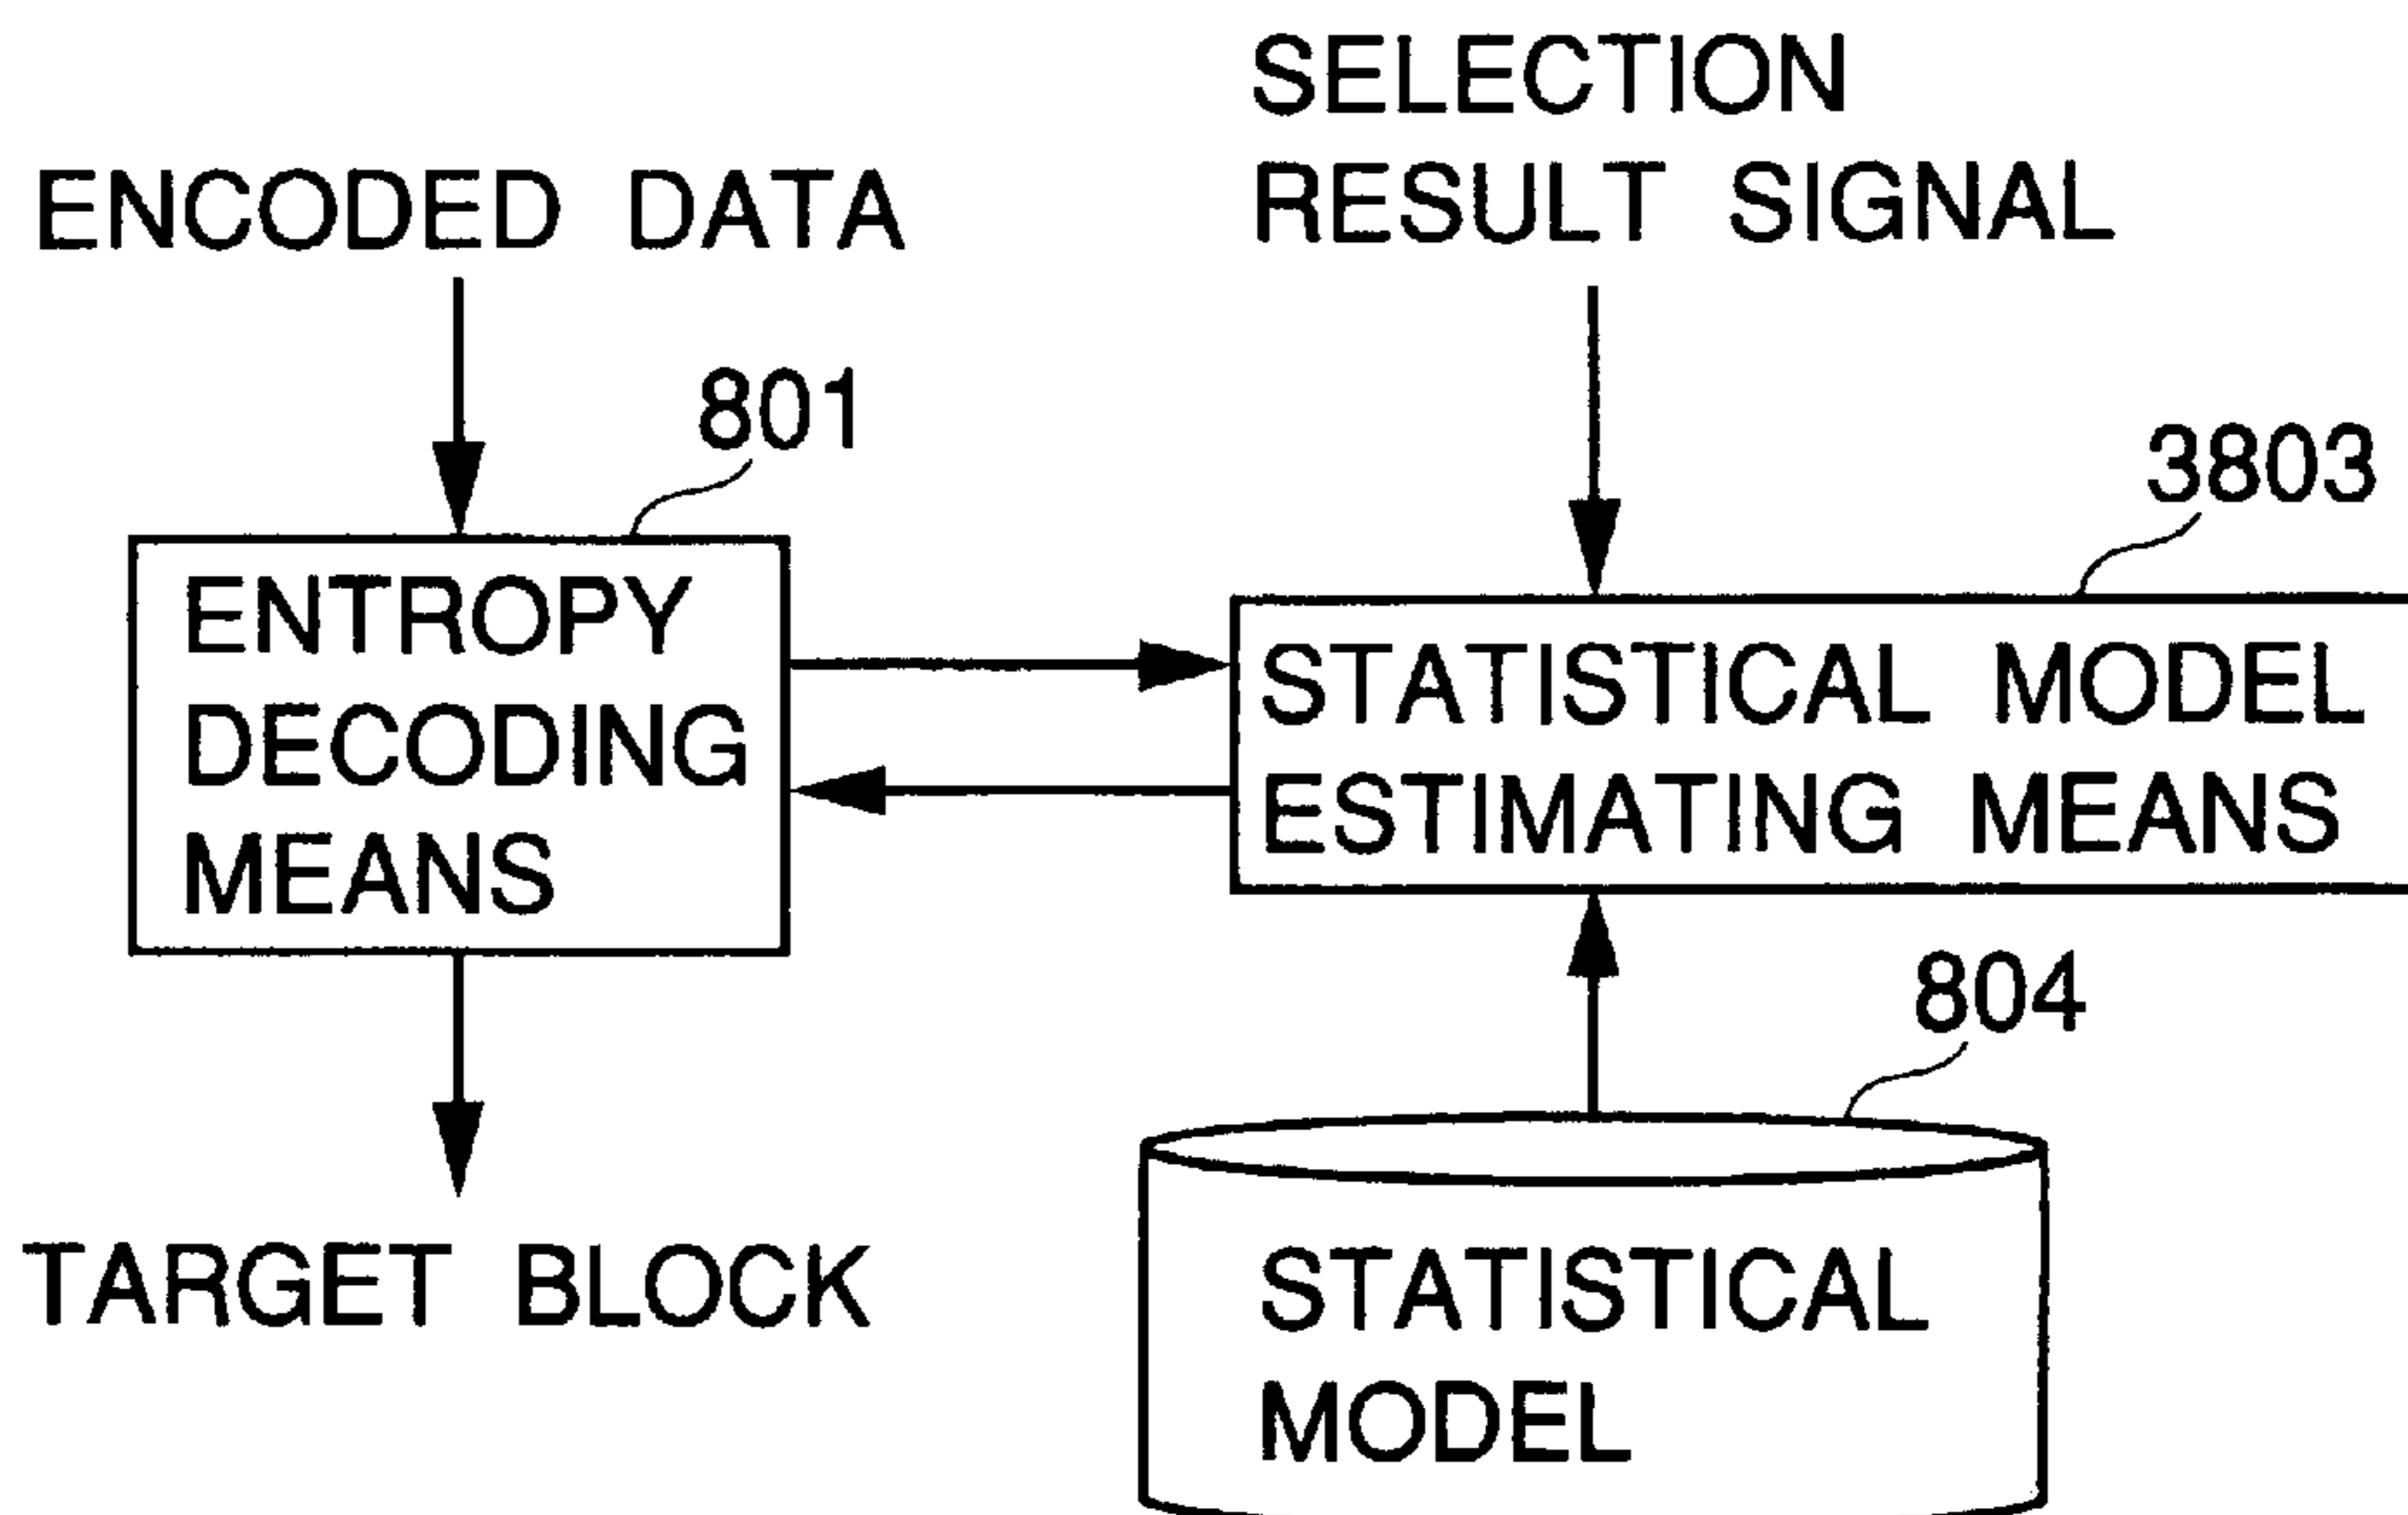 SELECTION
RESULT SIGNAL
ENCODED DATA
801
3803
ENTROPY
DECODING
MEANS
STATISTICAL MODEL
ESTIMATING MEANS
804
TARGET BLOCK
STATISTICAL
MODEL